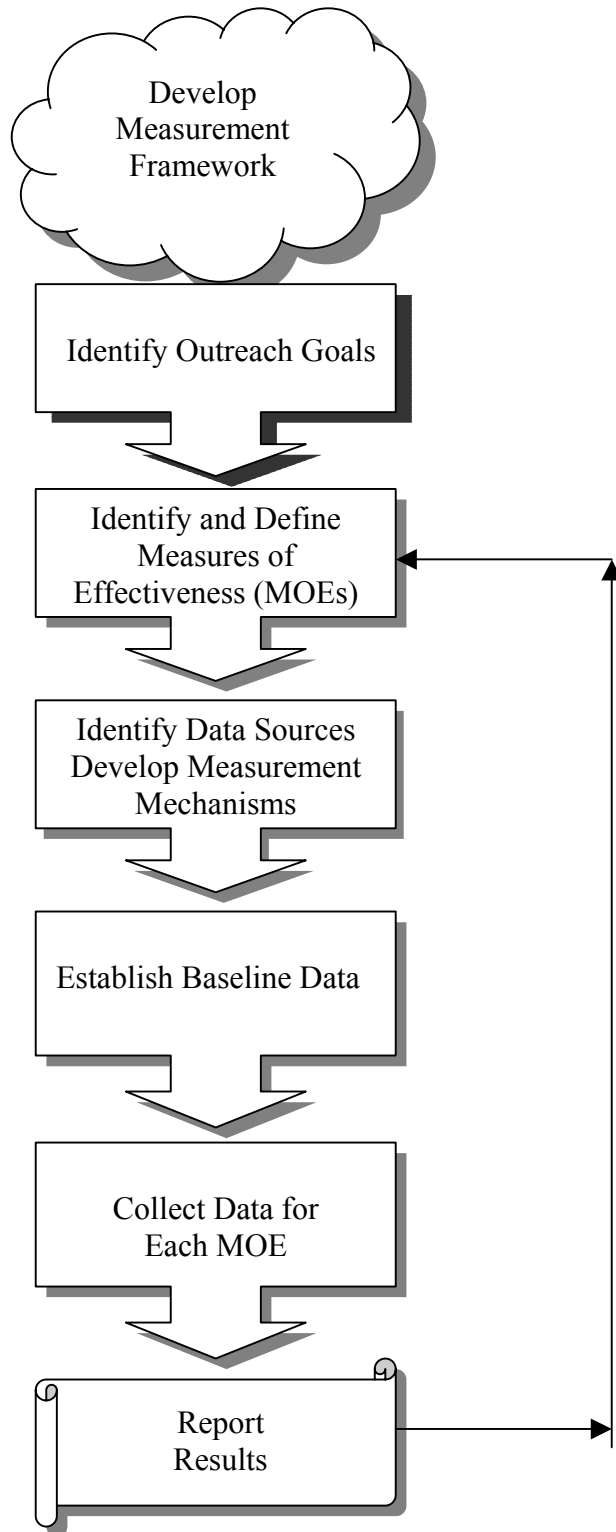 Develop
Measurement
Framework
Identify Outreach Goals
Identify and Define
Measures of
Effectiveness (MOEs)
Identify Data Sources
Develop Measurement
Mechanisms
Establish Baseline Data
Collect Data for
Each MOE
Report
Results